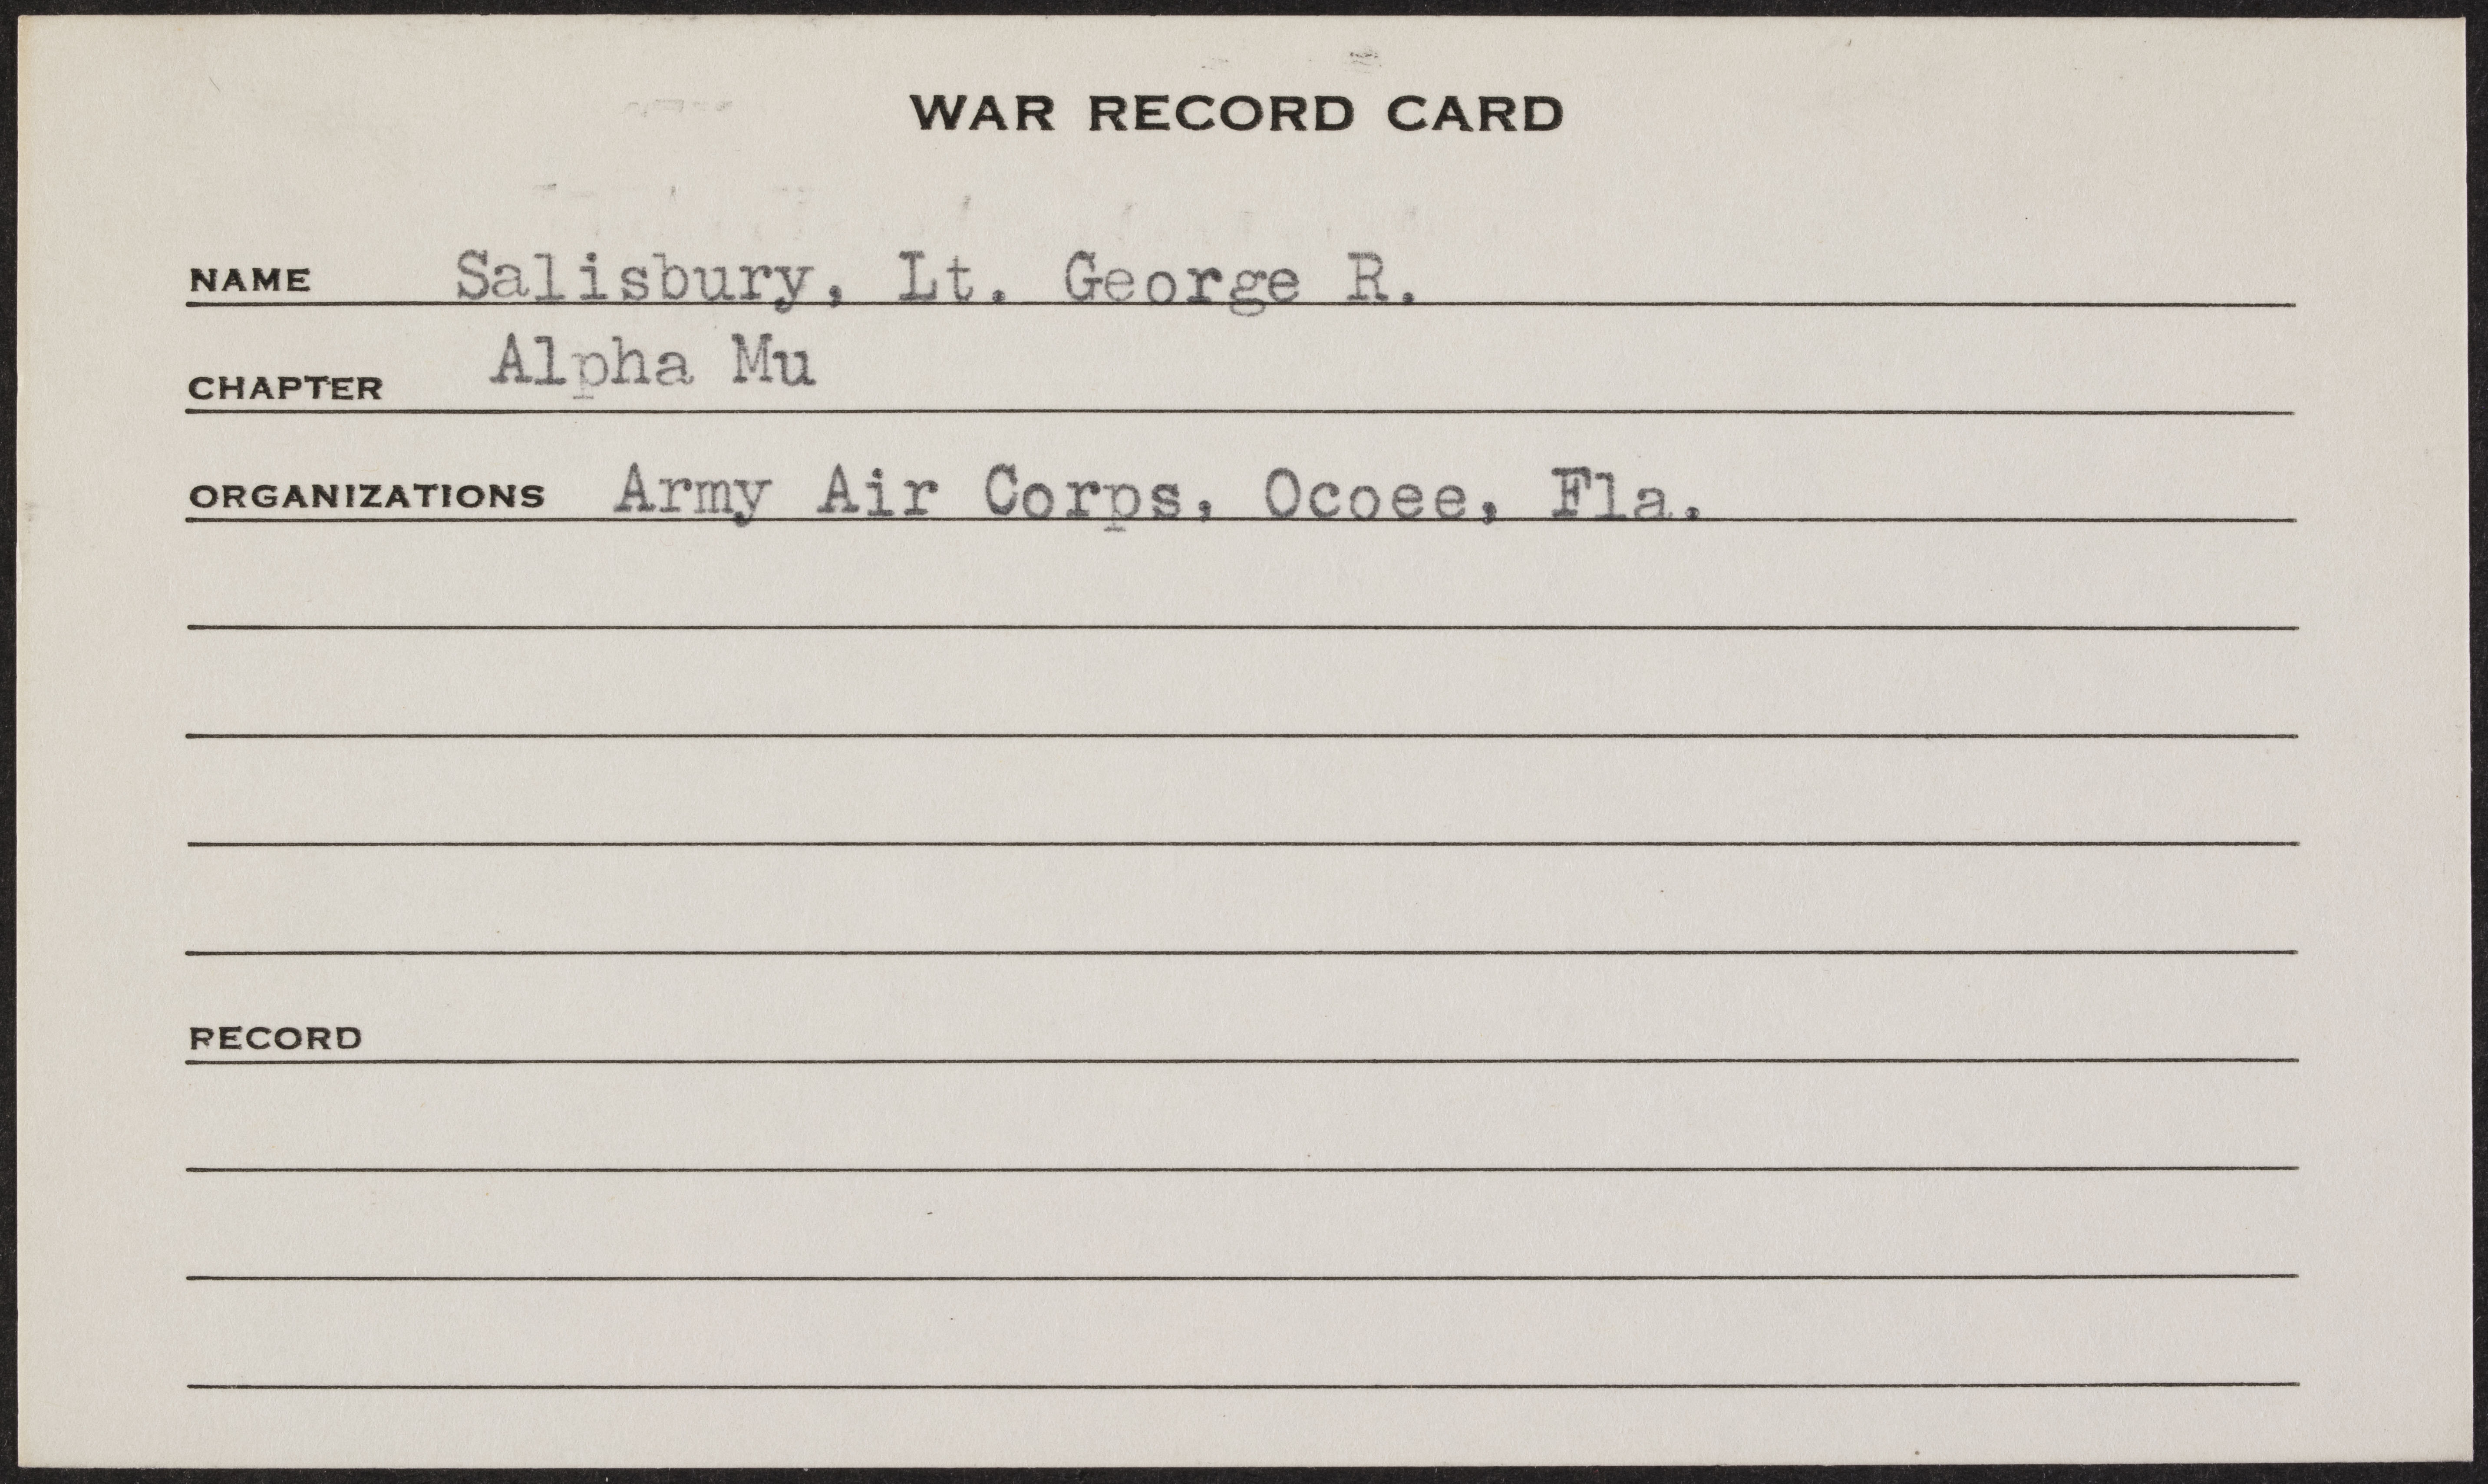 WAR RECORD CARD
NAME Salisbury, Lt. George R.
CHAPTER Alpha Mu
ORGANIZATIONS Army Air Corps, Ocoee, Fla.
RECORD